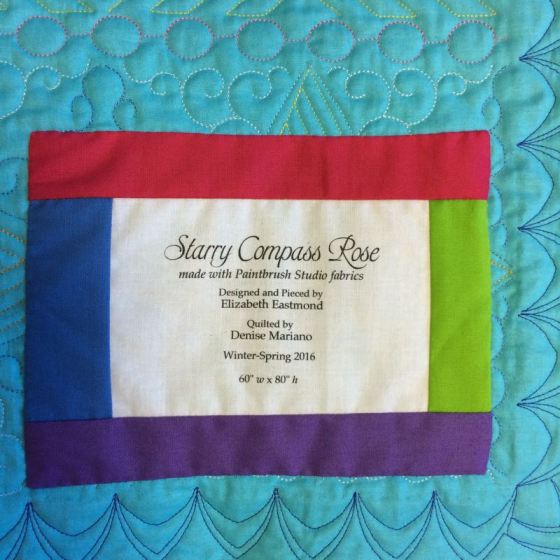 Starry Compass Rose
made with Paintbrush Studio fabrics
Designed and Pieced by
Elizabeth Eastmond
Quilted by
Denise Mariano
Winter-Spring 2016
60" w x 80" h